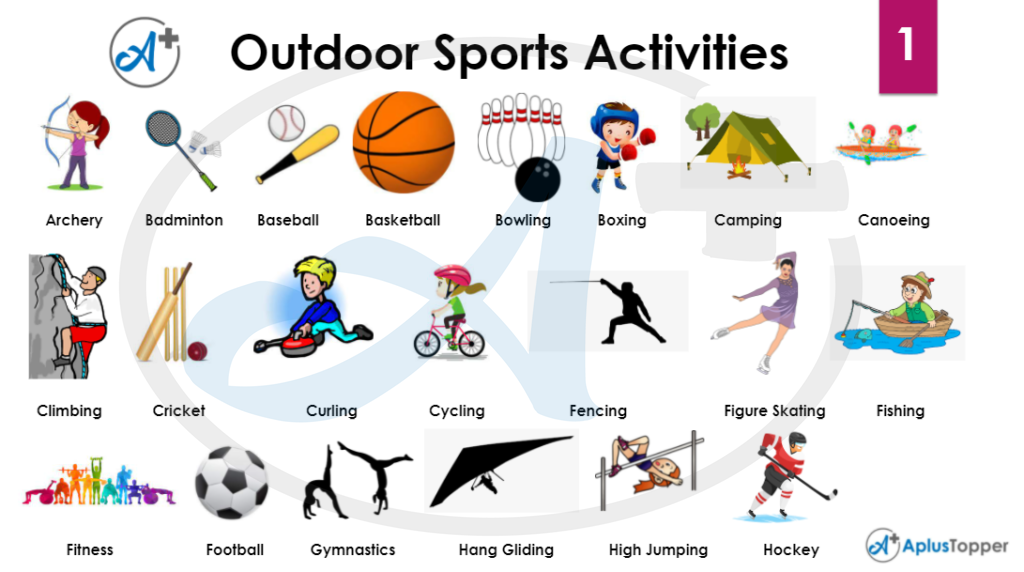 A+
Outdoor Sports Activities
1
Archery Badminton Baseball Basketball Bowling Boxing Camping Canoeing
Climbing Cricket Curling Cycling Fencing Figure Skating Fishing
Fitness Football Gymnastics Hang Gliding High Jumping Hockey
A+ AplusTopper